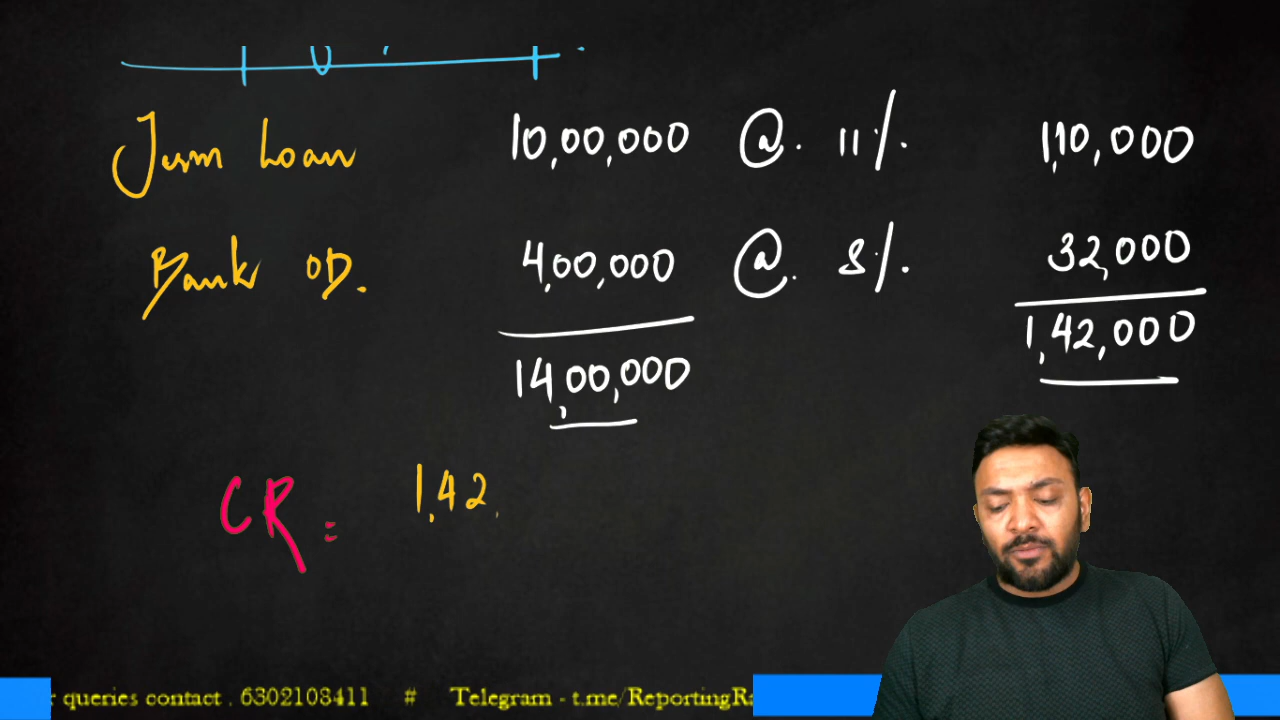 Term Loan 10,00,000 @. 11%. 1,10,000
Bank OD. 4,00,000 @. 8%. 32,000
14,00,000 1,42,000
CR = 1,42,
queries contact . 6302108411 # Telegram - t.me/ReportingRa